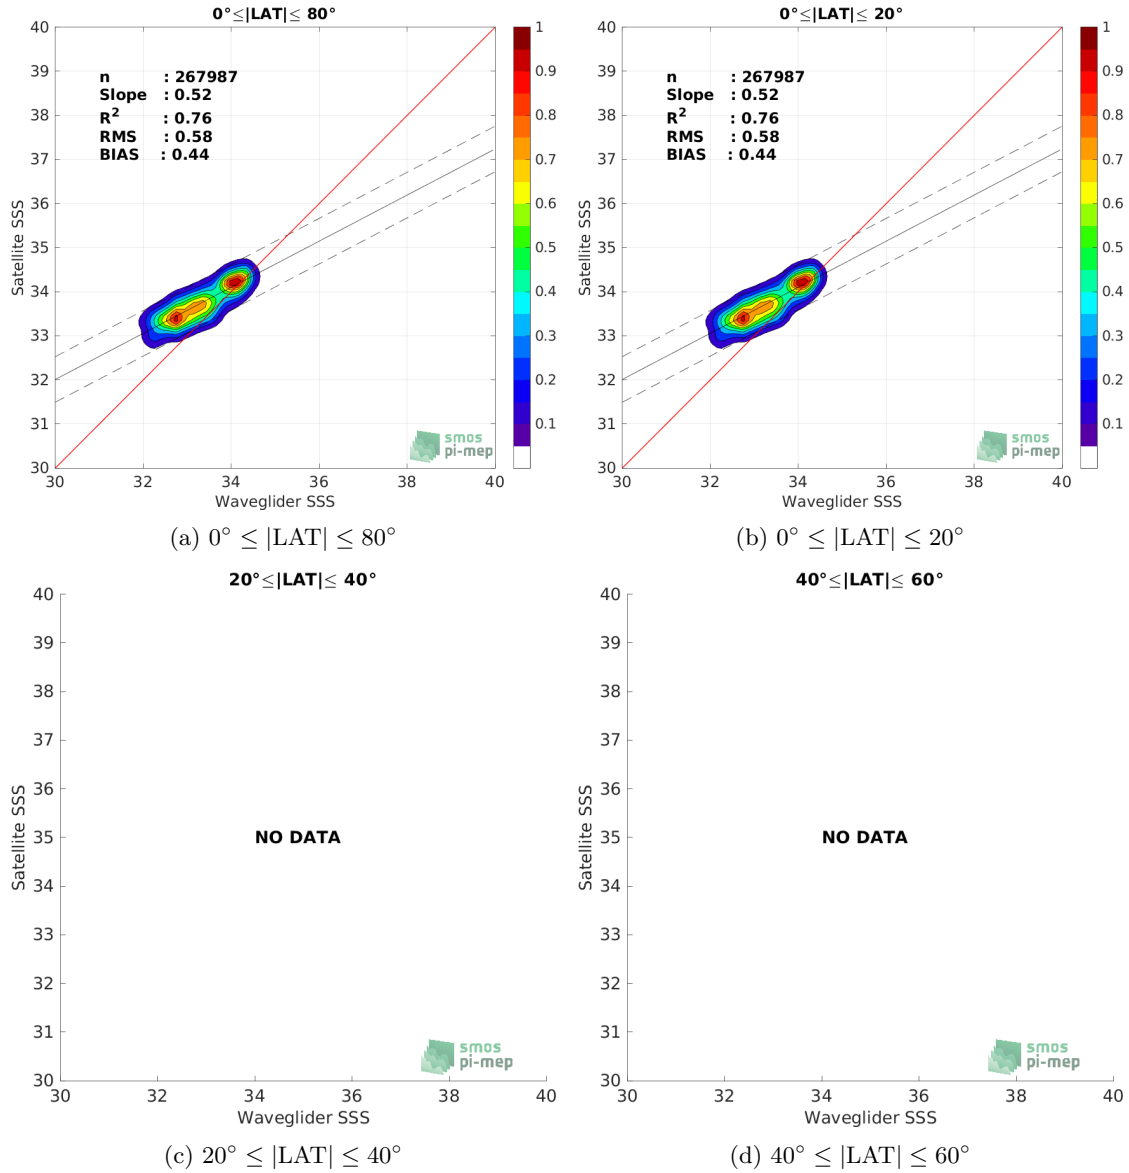 0°≤|LAT|≤ 80°
40
39
38
37
36
35
34
33
32
31
30
30
32
34
36
38
40
Satellite SSS
Waveglider SSS
n : 267987
Slope : 0.52
R² : 0.76
RMS : 0.58
BIAS : 0.44
1
0.9
0.8
0.7
0.6
0.5
0.4
0.3
0.2
0.1
smos
pi-mep
(a) 0° ≤ |LAT| ≤ 80°
0°≤|LAT|≤ 20°
40
39
38
37
36
35
34
33
32
31
30
30
32
34
36
38
40
Satellite SSS
Waveglider SSS
n : 267987
Slope : 0.52
R² : 0.76
RMS : 0.58
BIAS : 0.44
1
0.9
0.8
0.7
0.6
0.5
0.4
0.3
0.2
0.1
smos
pi-mep
(b) 0° ≤ |LAT| ≤ 20°
20°≤|LAT|≤ 40°
40
39
38
37
36
35
34
33
32
31
30
30
32
34
36
38
40
Satellite SSS
Waveglider SSS
NO DATA
smos
pi-mep
(c) 20° ≤ |LAT| ≤ 40°
40°≤|LAT|≤ 60°
40
39
38
37
36
35
34
33
32
31
30
30
32
34
36
38
40
Satellite SSS
Waveglider SSS
NO DATA
smos
pi-mep
(d) 40° ≤ |LAT| ≤ 60°